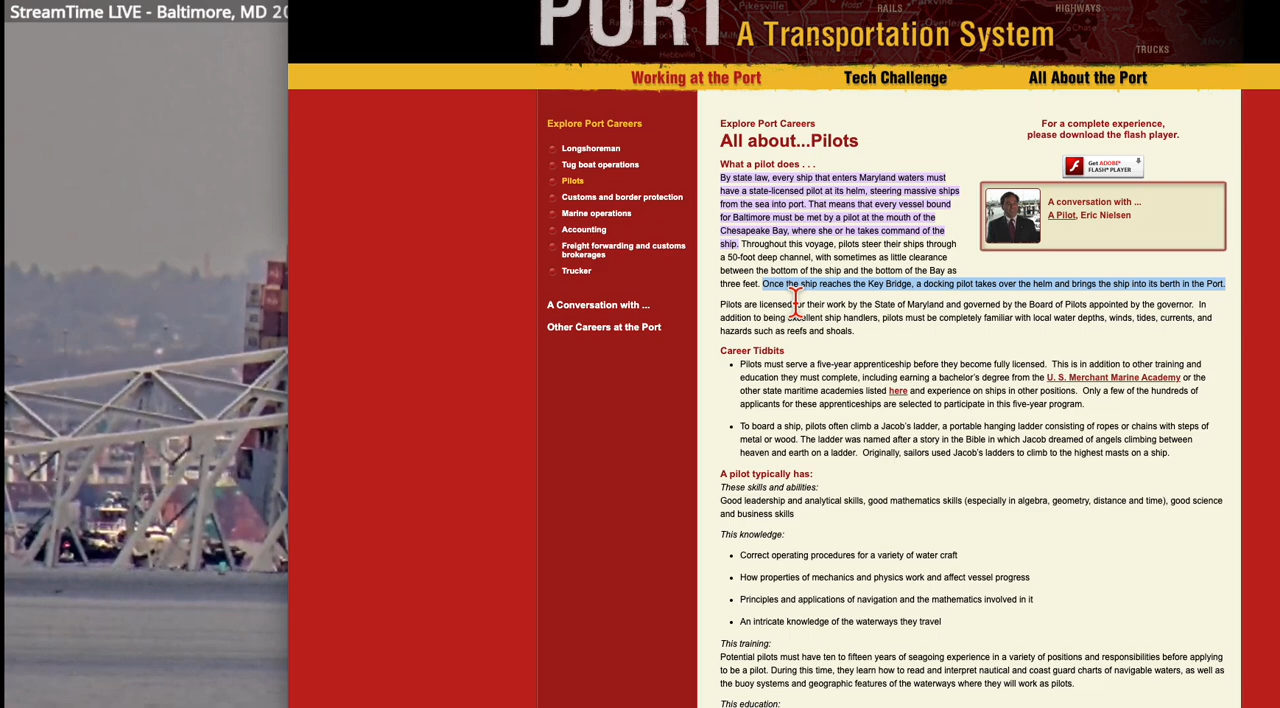 StreamTime LIVE - Baltimore, MD
PORT
A Transportation System
RAILS
HIGHWAYS
TRUCKS
Working at the Port
Tech Challenge
All About the Port
Explore Port Careers
Longshoreman
Tug boat operations
Pilots
Customs and border protection
Marine operations
Accounting
Freight forwarding and customs
brokerages
Trucker
A Conversation with ...
Other Careers at the Port
Explore Port Careers
All about...Pilots
What a pilot does . . .
By state law, every ship that enters Maryland waters must
have a state-licensed pilot at its helm, steering massive ships
from the sea into port. That means that every vessel bound
for Baltimore must be met by a pilot at the mouth of the
Chesapeake Bay, where she or he takes command of the
ship. Throughout this voyage, pilots steer their ships through
a 50-foot deep channel, with sometimes as little clearance
between the bottom of the ship and the bottom of the Bay as
three feet. Once the ship reaches the Key Bridge, a docking pilot takes over the helm and brings the ship into its berth in the Port.
Pilots are licensed for their work by the State of Maryland and governed by the Board of Pilots appointed by the governor. In
addition to being excellent ship handlers, pilots must be completely familiar with local water depths, winds, tides, currents, and
hazards such as reefs and shoals.
For a complete experience,
please download the flash player.
Get ADOBE®
FLASH® PLAYER
A conversation with ...
A Pilot, Eric Nielsen
Career Tidbits
• Pilots must serve a five-year apprenticeship before they become fully licensed. This is in addition to other training and
education they must complete, including earning a bachelor's degree from the U. S. Merchant Marine Academy or the
other state maritime academies listed here and experience on ships in other positions. Only a few of the hundreds of
applicants for these apprenticeships are selected to participate in this five-year program.
• To board a ship, pilots often climb a Jacob's ladder, a portable hanging ladder consisting of ropes or chains with steps of
metal or wood. The ladder was named after a story in the Bible in which Jacob dreamed of angels climbing between
heaven and earth on a ladder. Originally, sailors used Jacob's ladders to climb to the highest masts on a ship.
A pilot typically has:
These skills and abilities:
Good leadership and analytical skills, good mathematics skills (especially in algebra, geometry, distance and time), good science
and business skills
This knowledge:
• Correct operating procedures for a variety of water craft
• How properties of mechanics and physics work and affect vessel progress
• Principles and applications of navigation and the mathematics involved in it
• An intricate knowledge of the waterways they travel
This training:
Potential pilots must have ten to fifteen years of seagoing experience in a variety of positions and responsibilities before applying
to be a pilot. During this time, they learn how to read and interpret nautical and coast guard charts of navigable waters, as well as
the buoy systems and geographic features of the waterways where they will work as pilots.
This education: